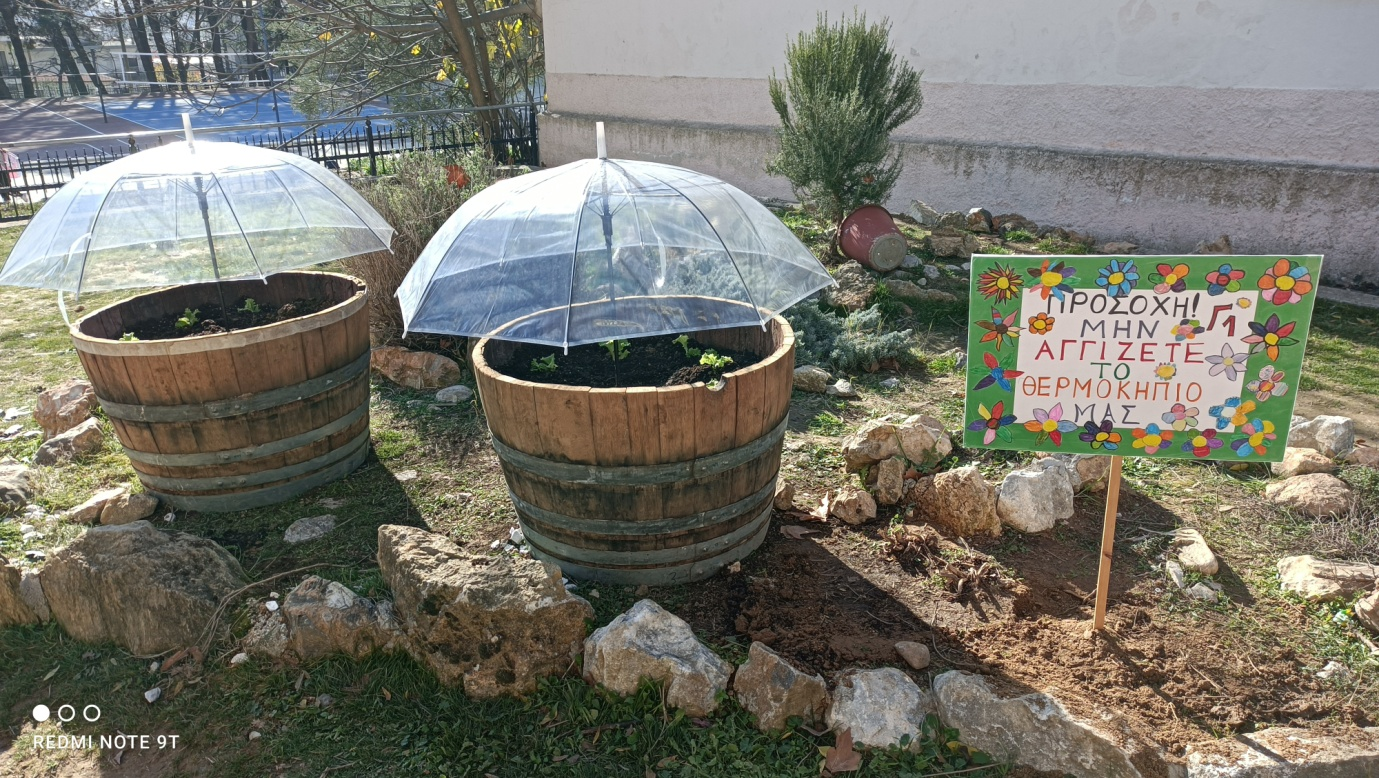 ΠΡΟΣΟΧΗ!
ΜΗΝ Γ1
ΑΓΓΙΖΕΤΕ
ΤΟ
ΘΕΡΜΟΚΗΠΙΟ
ΜΑΣ
REDMI NOTE 9T